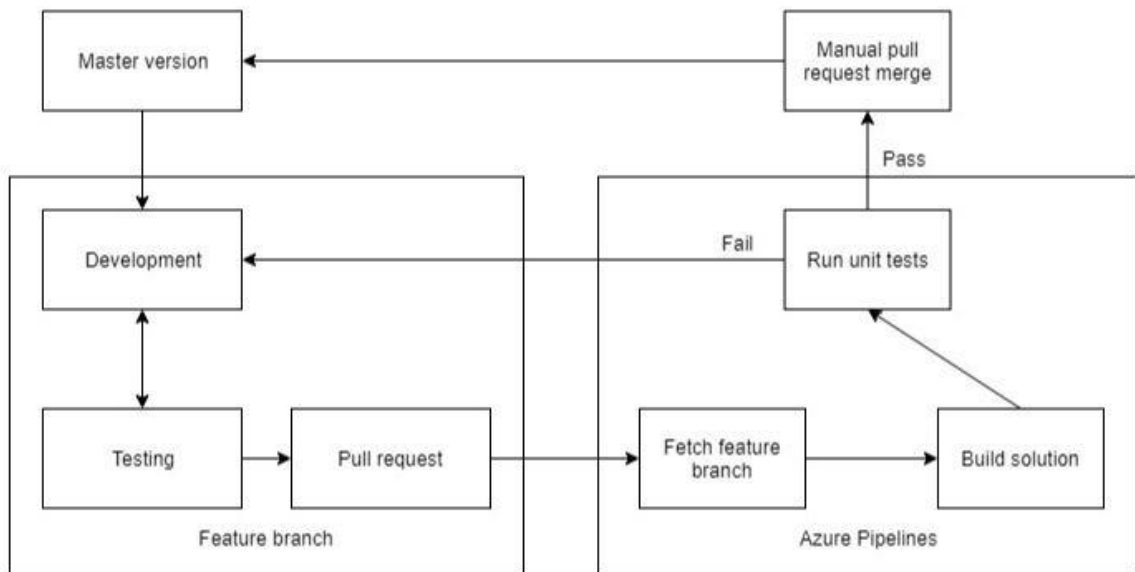 Master version
Manual pull
request merge
Pass
Development
Fail
Run unit tests
Testing
Pull request
Fetch feature
branch
Build solution
Feature branch
Azure Pipelines